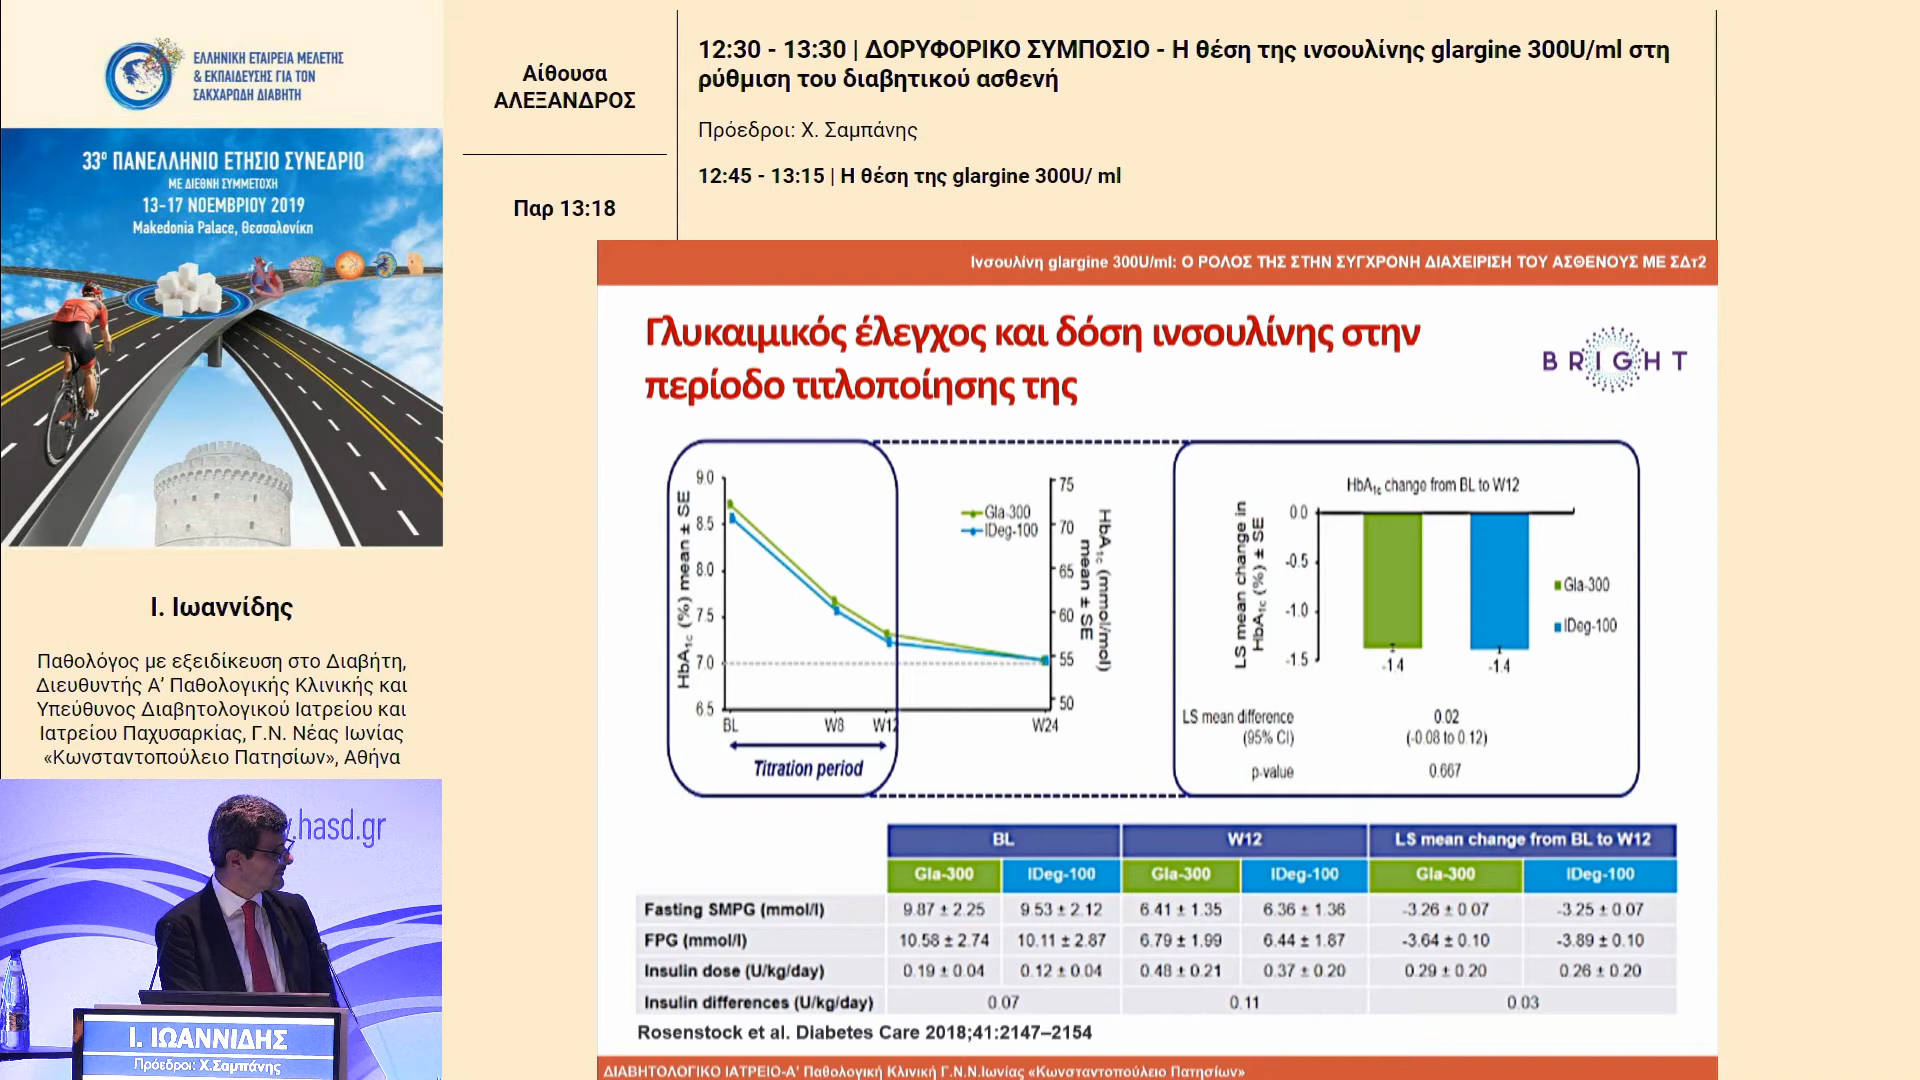 ΕΛΛΗΝΙΚΗ ΕΤΑΙΡΕΙΑ ΜΕΛΕΤΗΣ
& ΕΚΠΑΙΔΕΥΣΗΣ ΓΙΑ ΤΟΝ
ΣΑΚΧΑΡΩΔΗ ΔΙΑΒΗΤΗ
33ο ΠΑΝΕΛΛΗΝΙΟ ΕΤΗΣΙΟ ΣΥΝΕΔΡΙΟ
ΜΕ ΔΙΕΘΝΗ ΣΥΜΜΕΤΟΧΗ
13-17 ΝΟΕΜΒΡΙΟΥ 2019
Makedonia Palace, Θεσσαλονίκη
Αίθουσα
ΑΛΕΞΑΝΔΡΟΣ
Παρ 13:18
12:30 - 13:30 | ΔΟΡΥΦΟΡΙΚΟ ΣΥΜΠΟΣΙΟ - Η θέση της ινσουλίνης glargine 300U/ml στη
ρύθμιση του διαβητικού ασθενή
Πρόεδροι: Χ. Σαμπάνης
12:45 - 13:15 | Η θέση της glargine 300U/ ml
Ι. Ιωαννίδης
Παθολόγος με εξειδίκευση στο Διαβήτη,
Διευθυντής Α’ Παθολογικής Κλινικής και
Υπεύθυνος Διαβητολογικού Ιατρείου και
Ιατρείου Παχυσαρκίας, Γ.Ν. Νέας Ιωνίας
«Κωνσταντοπούλειο Πατησίων», Αθήνα
.hasd.gr
Ι. ΙΩΑΝΝΙΔΗΣ
Πρόεδροι: Χ.Σαμπάνης
Ινσουλίνη glargine 300U/ml: Ο ΡΟΛΟΣ ΤΗΣ ΣΤΗΝ ΣΥΓΧΡΟΝΗ ΔΙΑΧΕΙΡΙΣΗ ΤΟΥ ΑΣΘΕΝΟΥΣ ΜΕ ΣΔτ2
Γλυκαιμικός έλεγχος και δόση ινσουλίνης στην
περίοδο τιτλοποίησης της
BRIGHT
HbA1c (%) mean ± SE
9.0
8.5
8.0
7.5
7.0
6.5
BL W8 W12 W24
Titration period
Gla-300
IDeg-100
75
70
65
60
55
50
HbA1c (mmol/mol)
mean ± SE
HbA1c change from BL to W12
LS mean change in
HbA1c (%) ± SE
0.0
-0.5
-1.0
-1.5
-1.4 -1.4
Gla-300
IDeg-100
LS mean difference 0.02
(95% CI) (-0.08 to 0.12)
p-value 0.667
BL W12 LS mean change from BL to W12
Gla-300 IDeg-100 Gla-300 IDeg-100 Gla-300 IDeg-100
Fasting SMPG (mmol/l) 9.87 ± 2.25 9.53 ± 2.12 6.41 ± 1.35 6.36 ± 1.36 -3.26 ± 0.07 -3.25 ± 0.07
FPG (mmol/l) 10.58 ± 2.74 10.11 ± 2.87 6.79 ± 1.99 6.44 ± 1.87 -3.64 ± 0.10 -3.89 ± 0.10
Insulin dose (U/kg/day) 0.19 ± 0.04 0.12 ± 0.04 0.48 ± 0.21 0.37 ± 0.20 0.29 ± 0.20 0.26 ± 0.20
Insulin differences (U/kg/day) 0.07 0.11 0.03
Rosenstock et al. Diabetes Care 2018;41:2147–2154
ΔΙΑΒΗΤΟΛΟΓΙΚΟ ΙΑΤΡΕΙΟ-Α’ Παθολογική Κλινική Γ.Ν.Ν.Ιωνίας «Κωνσταντοπούλειο Πατησίων»